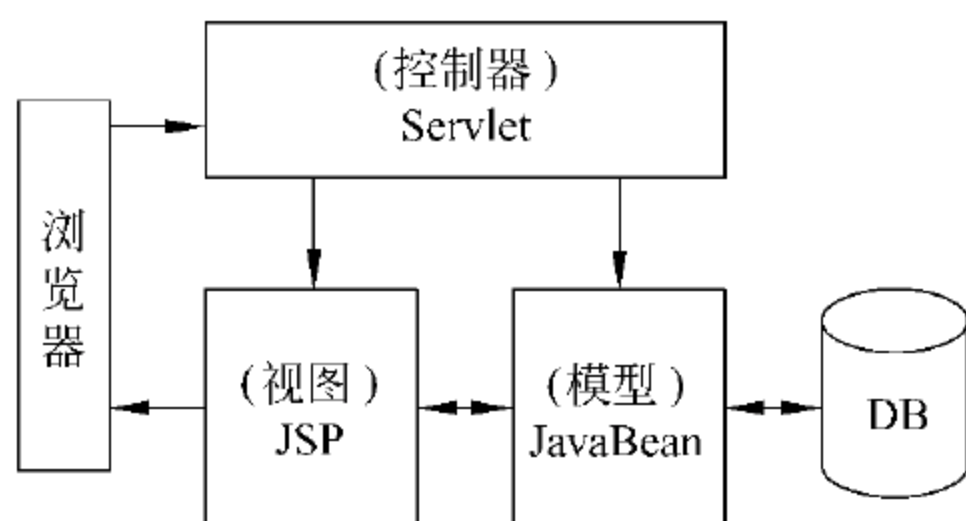 (控制器)
Servlet
浏览器
(视图)
JSP
(模型)
JavaBean
DB